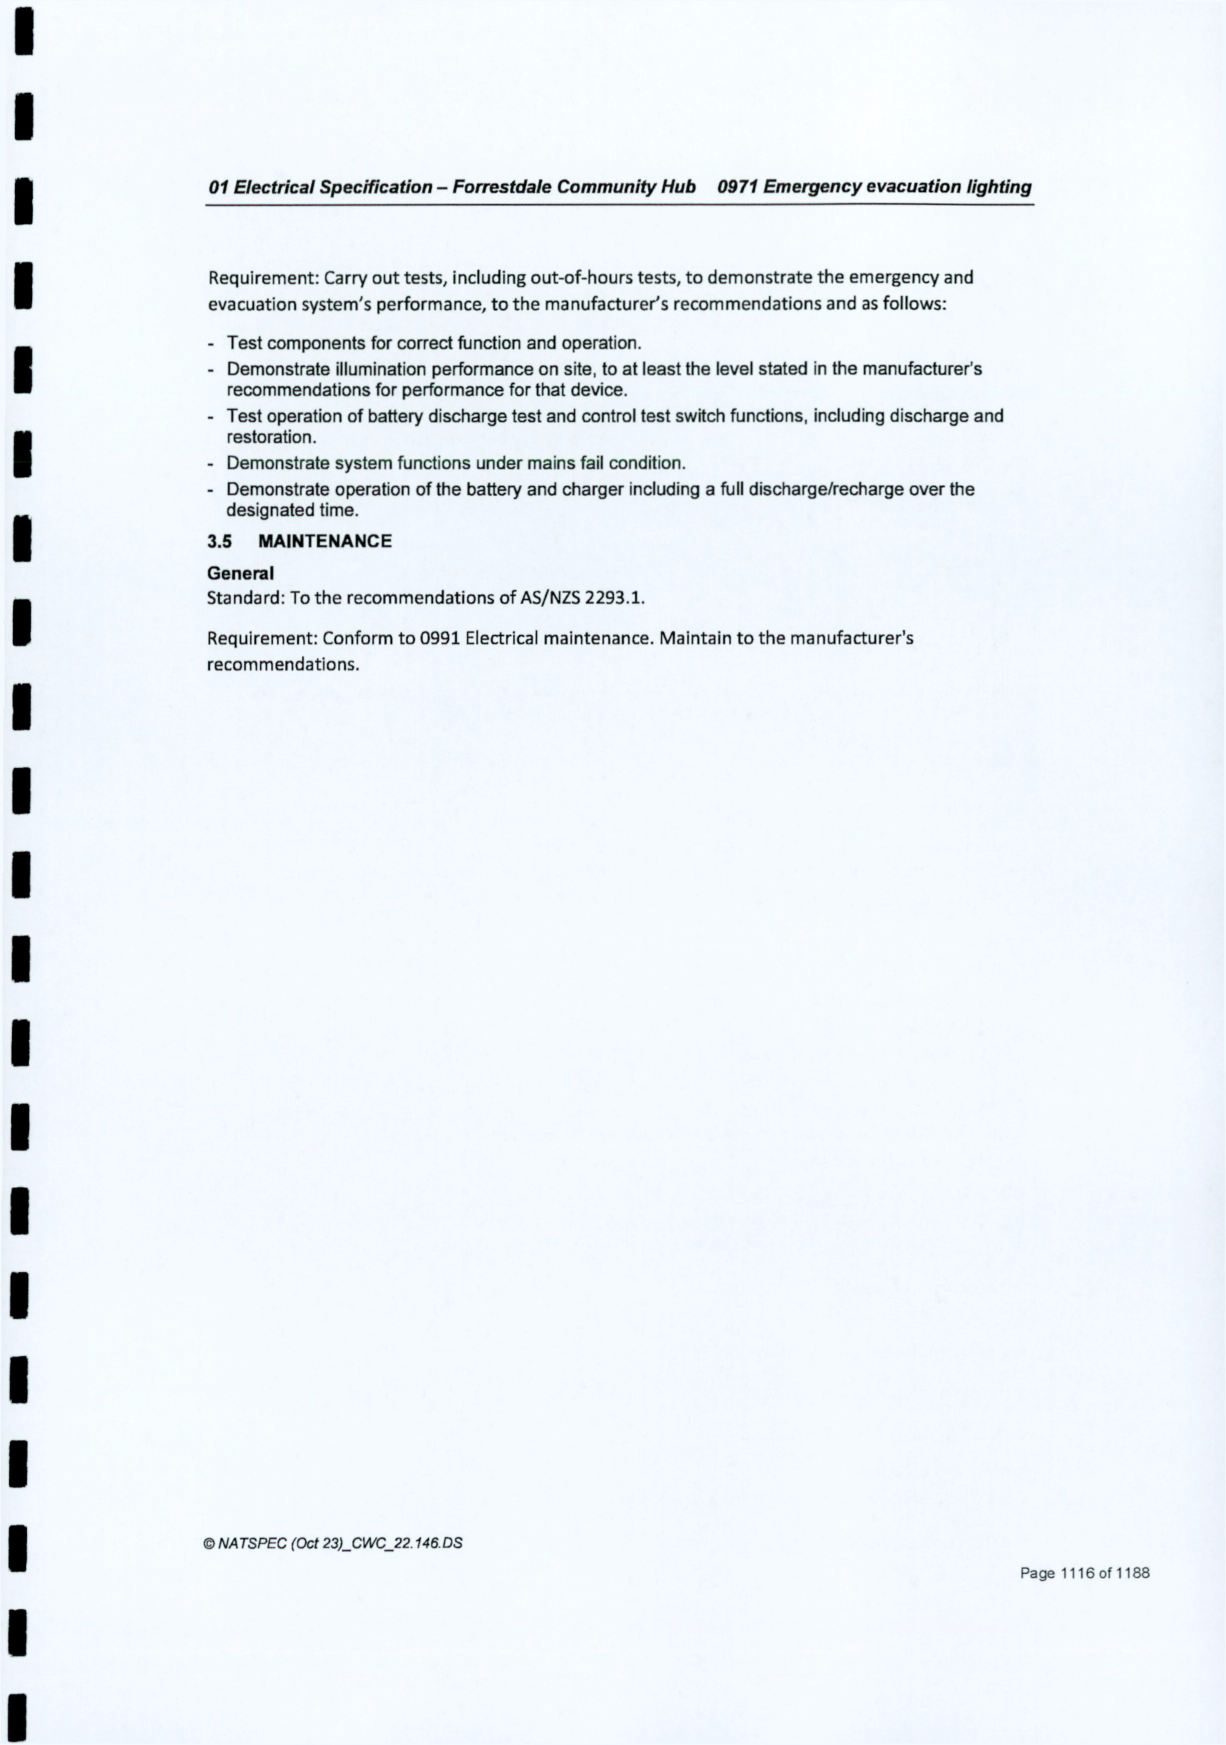 01 Electrical Specification – Forrestdale Community Hub 0971 Emergency evacuation lighting
Requirement: Carry out tests, including out-of-hours tests, to demonstrate the emergency and
evacuation system's performance, to the manufacturer's recommendations and as follows:
- Test components for correct function and operation.
- Demonstrate illumination performance on site, to at least the level stated in the manufacturer's
recommendations for performance for that device.
- Test operation of battery discharge test and control test switch functions, including discharge and
restoration.
- Demonstrate system functions under mains fail condition.
- Demonstrate operation of the battery and charger including a full discharge/recharge over the
designated time.
3.5 MAINTENANCE
General
Standard: To the recommendations of AS/NZS 2293.1.
Requirement: Conform to 0991 Electrical maintenance. Maintain to the manufacturer's
recommendations.
© NATSPEC (Oct 23)_CWC_22.146.DS
Page 1116 of 1188